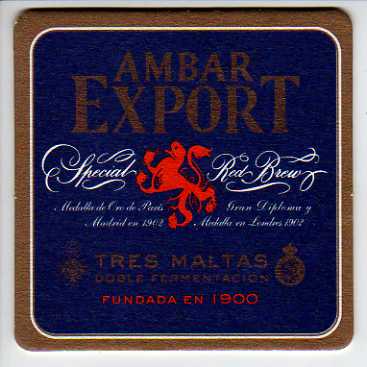 AMBAR
EXPORT
Special Red Brew
Medalla de Oro de París Gran Diploma y
Madrid en 1902 Medalla en Londres 1902
TRES MALTAS
DOBLE FERMENTACIÓN
FUNDADA EN 1900